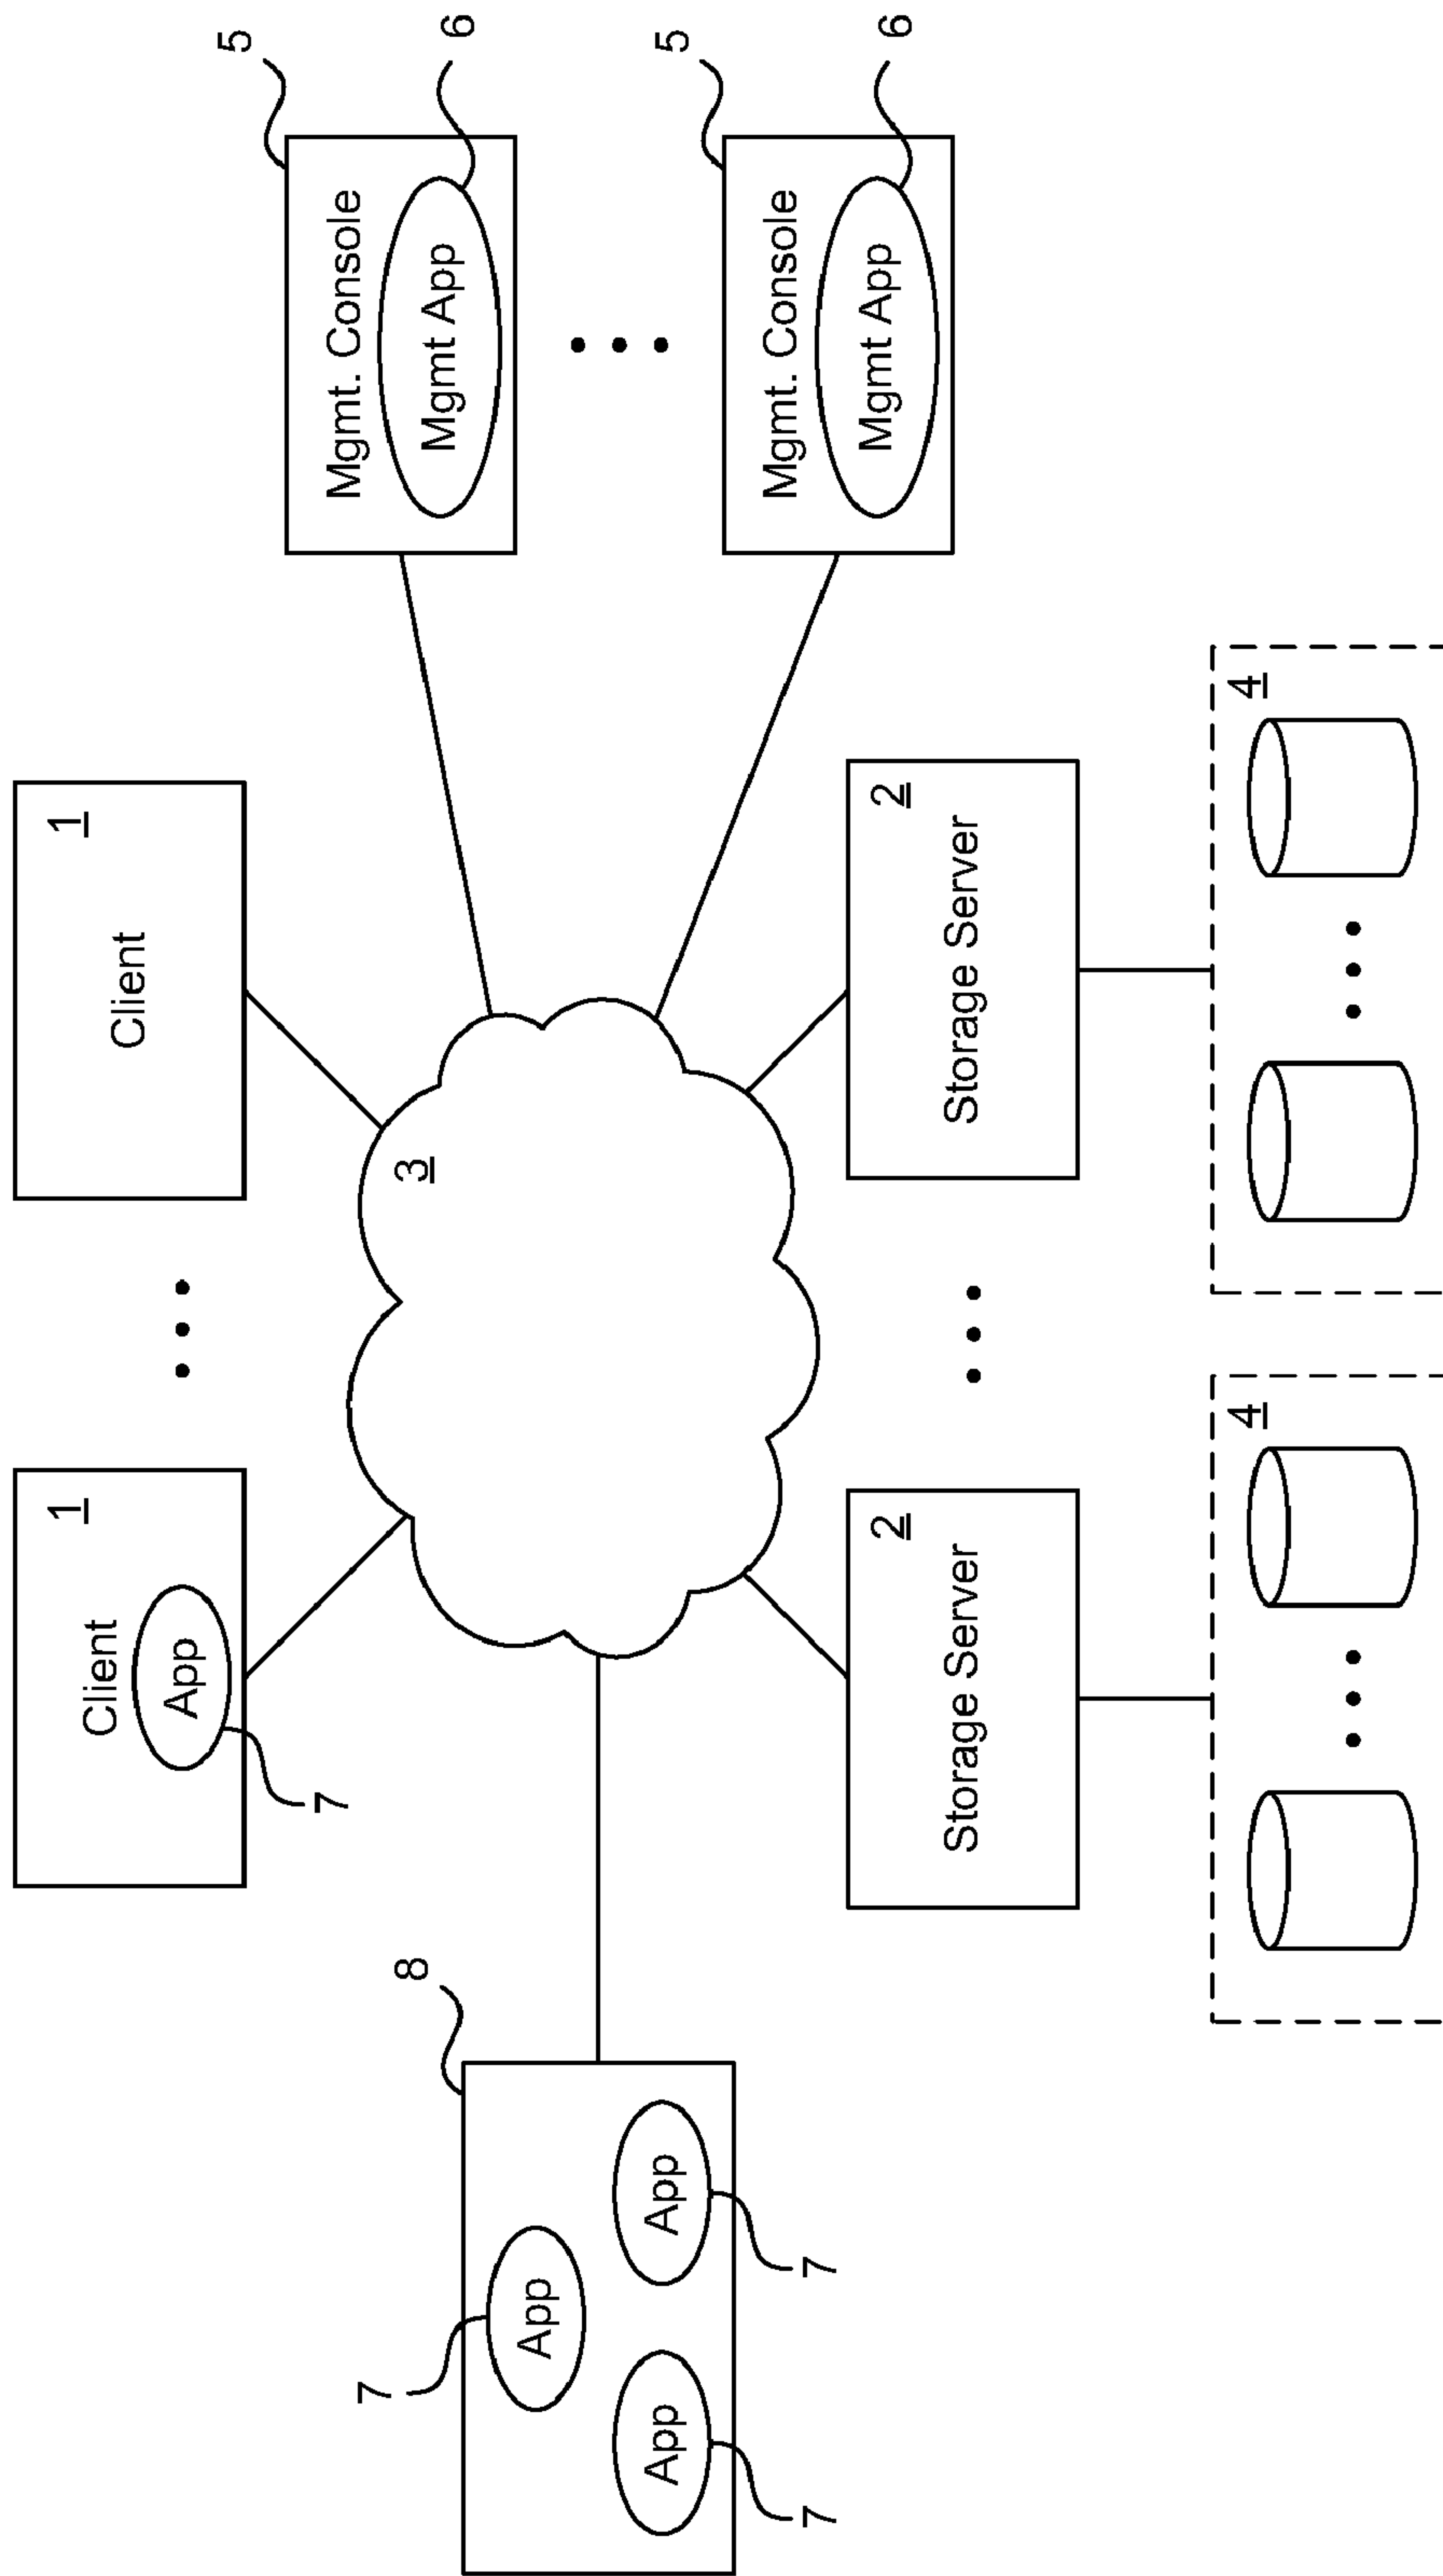 1
Client
App
7
1
Client
5
Mgmt. Console
Mgmt App
6
8
7
App
App
App
7
7
3
5
Mgmt. Console
Mgmt App
6
2
Storage Server
2
Storage Server
4
4